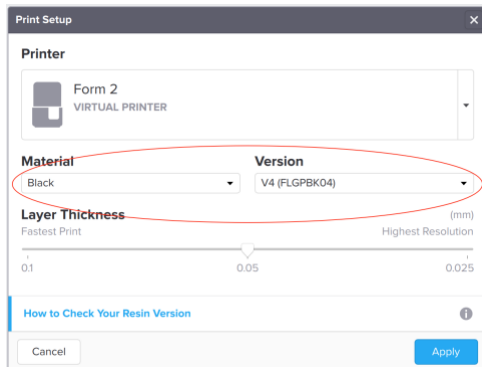 Print Setup
Printer
Form 2
VIRTUAL PRINTER
Material Version
Black V4 (FLGPBK04)
Layer Thickness (mm)
Fastest Print Highest Resolution
0.1 0.05 0.025
How to Check Your Resin Version
Cancel Apply